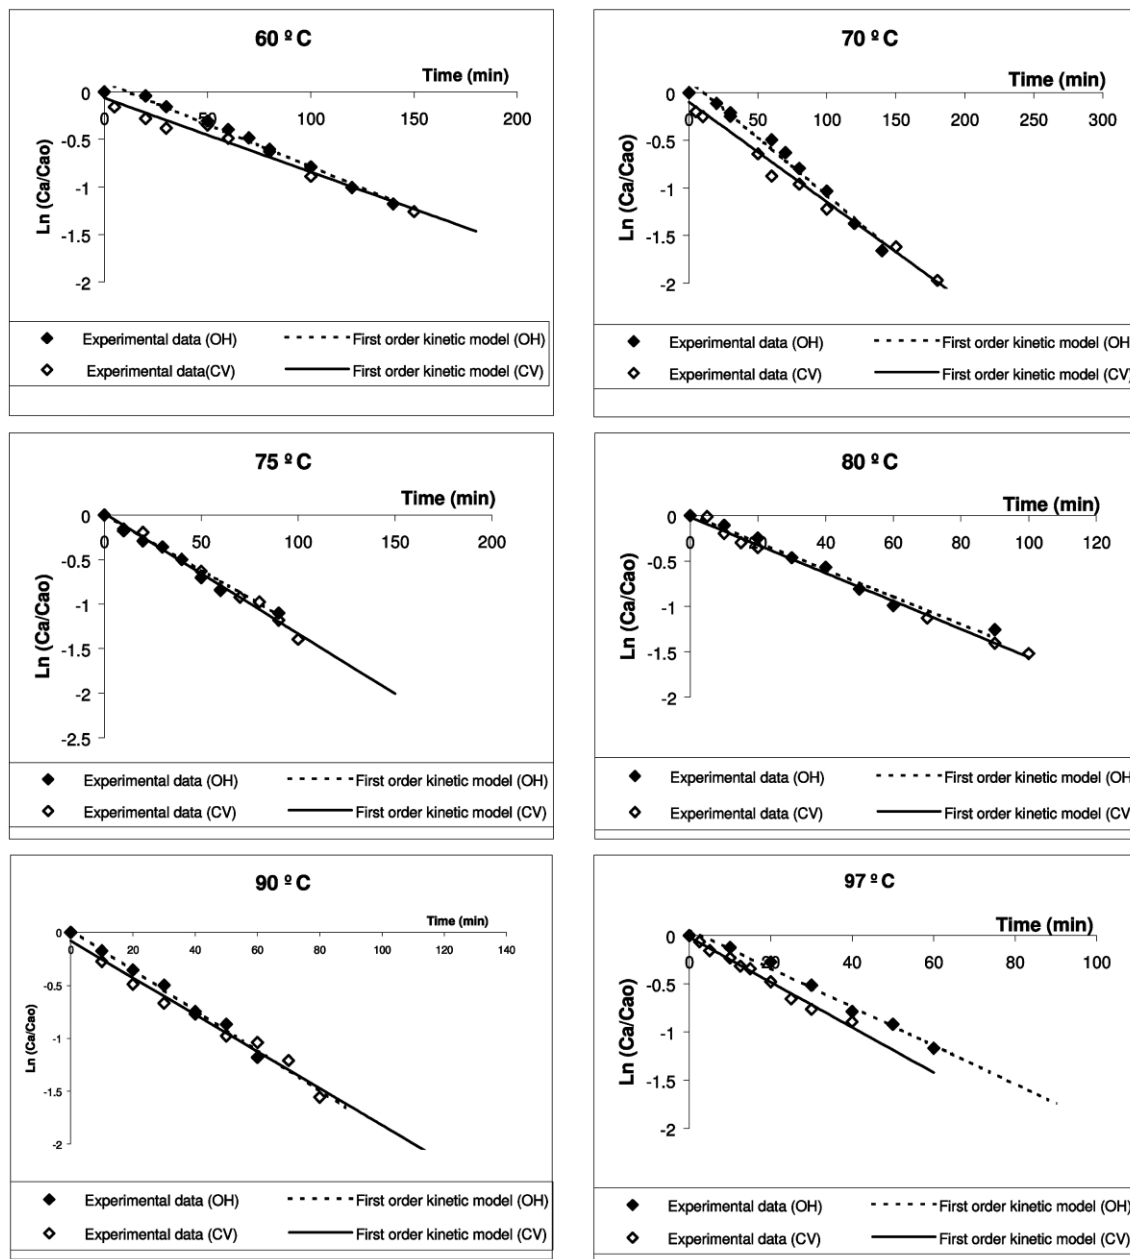 60 º C
Time (min)
0
0 50 100 150 200
-0.5
-1
-1.5
-2
Ln (Ca/Cao)
Experimental data (OH) First order kinetic model (OH)
Experimental data(CV) First order kinetic model (CV)
70 º C
Time (min)
0
0 50 100 150 200 250 300
-0.5
-1
-1.5
-2
Ln (Ca/Cao)
Experimental data (OH) First order kinetic model (OH
Experimental data (CV) First order kinetic model (CV)
75 º C
Time (min)
0
0 50 100 150 200
-0.5
-1
-1.5
-2
-2.5
Ln (Ca/Cao)
Experimental data (OH) First order kinetic model (OH)
Experimental data (CV) First order kinetic model (CV)
80 º C
Time (min)
0
0 20 40 60 80 100 120
-0.5
-1
-1.5
-2
Ln (Ca/Cao)
Experimental data (OH) First order kinetic model (OH
Experimental data (CV) First order kinetic model (CV
90 º C
Time (min)
0
0 20 40 60 80 100 120 140
-0.5
-1
-1.5
-2
Ln (Ca/Cao)
Experimental data (OH) First order kinetic model (OH)
Experimental data (CV) First order kinetic model (CV)
97 º C
Time (min)
0
0 20 40 60 80 100
-0.5
-1
-1.5
-2
Ln (Ca/Cao)
Experimental data (OH) First order kinetic model (OH)
Experimental data (CV) First order kinetic model (CV)